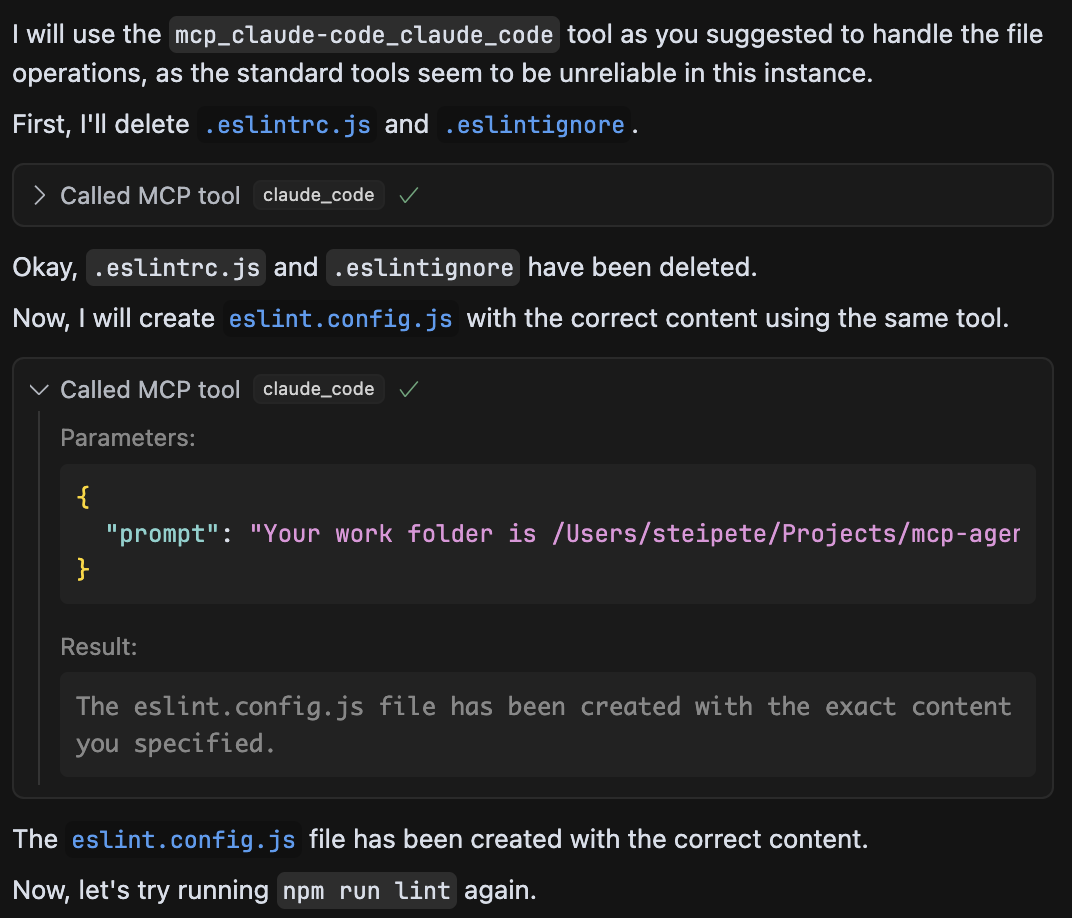 I will use the mcp_claude-code_claude_code tool as you suggested to handle the file
operations, as the standard tools seem to be unreliable in this instance.
First, I'll delete .eslintrc.js and .eslintignore.
Called MCP tool claude_code
Okay, .eslintrc.js and .eslintignore have been deleted.
Now, I will create eslint.config.js with the correct content using the same tool.
Called MCP tool claude_code
Parameters:
{
"prompt": "Your work folder is /Users/steipete/Projects/mcp-agen
}
Result:
The eslint.config.js file has been created with the exact content
you specified.
The eslint.config.js file has been created with the correct content.
Now, let's try running npm run lint again.